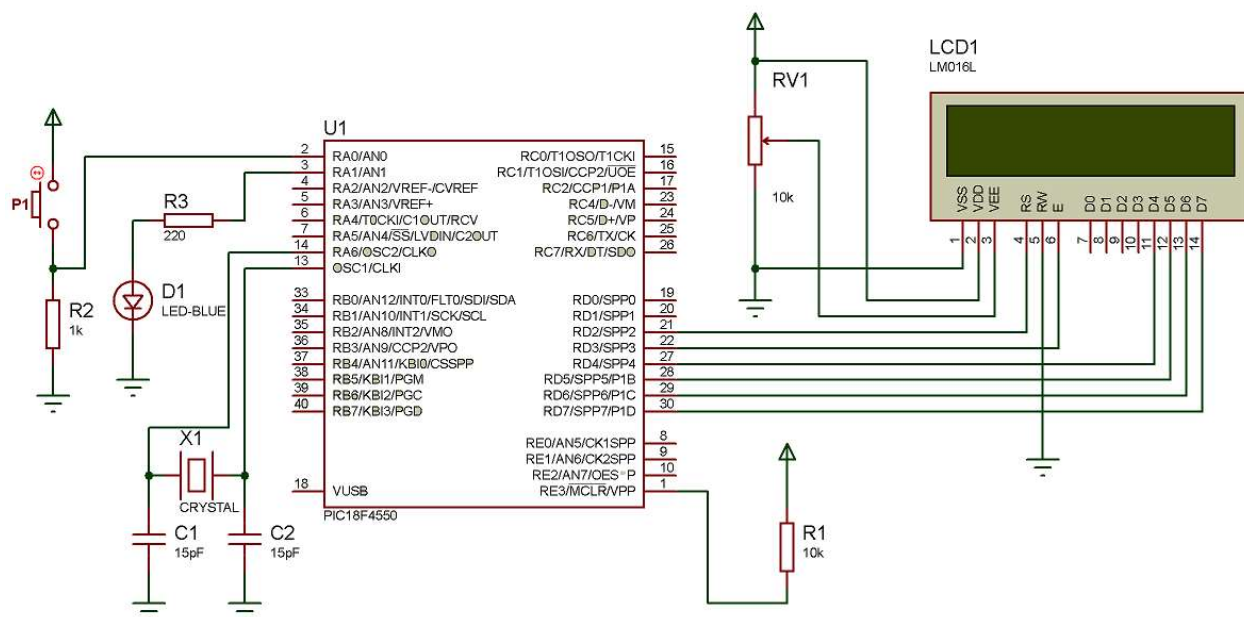 P1
R2
1k
R3
220
D1
LED-BLUE
X1
CRYSTAL
C1
15pF
C2
15pF
U1
2 RA0/AN0
3 RA1/AN1
4 RA2/AN2/VREF-/CVREF
5 RA3/AN3/VREF+
6 RA4/T0CKI/C1OUT/RCV
7 RA5/AN4/SS/LVDIN/C2OUT
14 RA6/OSC2/CLKO
13 OSC1/CLKI
33 RB0/AN12/INT0/FLT0/SDI/SDA
34 RB1/AN10/INT1/SCK/SCL
35 RB2/AN8/INT2/VMO
36 RB3/AN9/CCP2/VPO
37 RB4/AN11/KBI0/CSSPP
38 RB5/KBI1/PGM
39 RB6/KBI2/PGC
40 RB7/KBI3/PGD
18 VUSB
RC0/T1OSO/T1CKI 15
RC1/T1OSI/CCP2/UOE 16
RC2/CCP1/P1A 17
RC4/D-/VM 23
RC5/D+/VP 24
RC6/TX/CK 25
RC7/RX/DT/SDO 26
RD0/SPP0 19
RD1/SPP1 20
RD2/SPP2 21
RD3/SPP3 22
RD4/SPP4 27
RD5/SPP5/P1B 28
RD6/SPP6/P1C 29
RD7/SPP7/P1D 30
RE0/AN5/CK1SPP 8
RE1/AN6/CK2SPP 9
RE2/AN7/OESPP 10
RE3/MCLR/VPP 1
PIC18F4550
RV1
10k
R1
10k
LCD1
LM016L
VSS
VDD
VEE
RS
RW
E
D0
D1
D2
D3
D4
D5
D6
D7
1
2
3
4
5
6
7
8
9
10
11
12
13
14